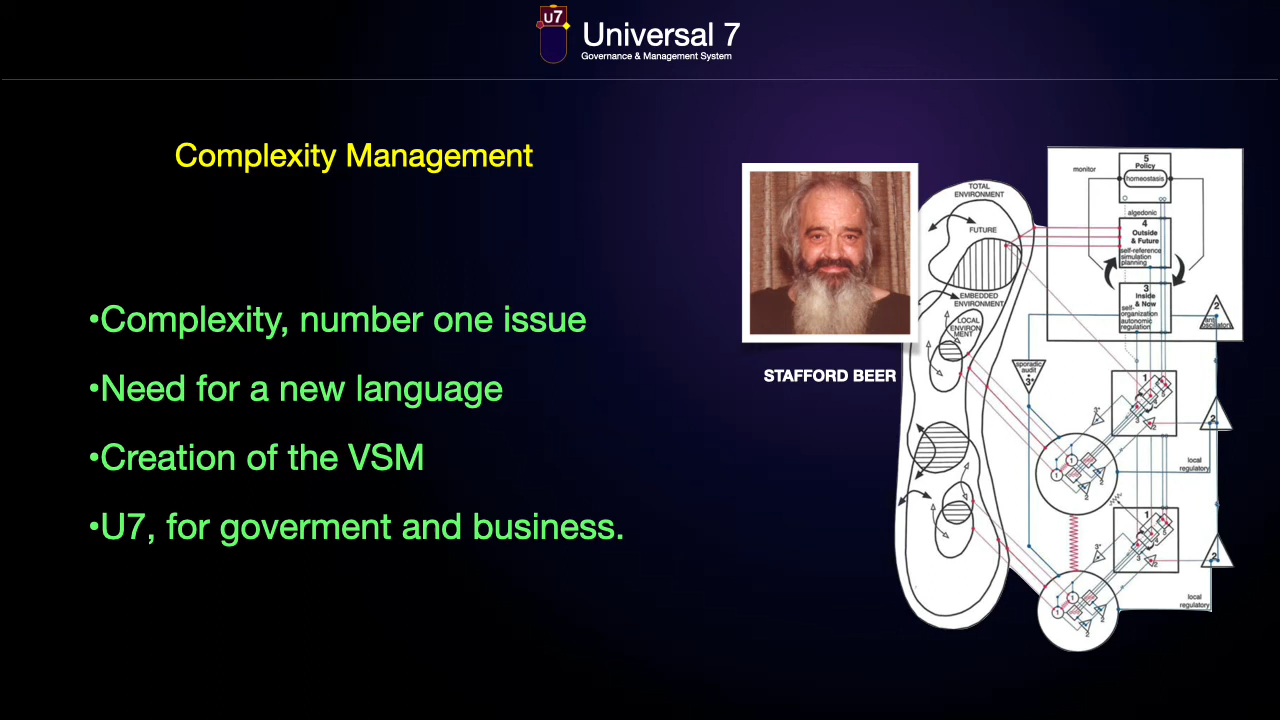 U7
Universal 7
Governance & Management System
Complexity Management
•Complexity, number one issue
•Need for a new language
•Creation of the VSM
•U7, for goverment and business.
STAFFORD BEER
TOTAL
ENVIRONMENT
FUTURE
EMBEDDED
ENVIRONMENT
LOCAL
ENVIRON
MENT
monitor
5
Policy
homeostasis
algedonic
4
Outside
& Future
self-reference
simulation
planning
3
Inside
& Now
self-
organization
autonomic
regulation
2
anti
oscillatory
sporadic
audit
3*
1
2
local
regulatory
1
2
local
regulatory